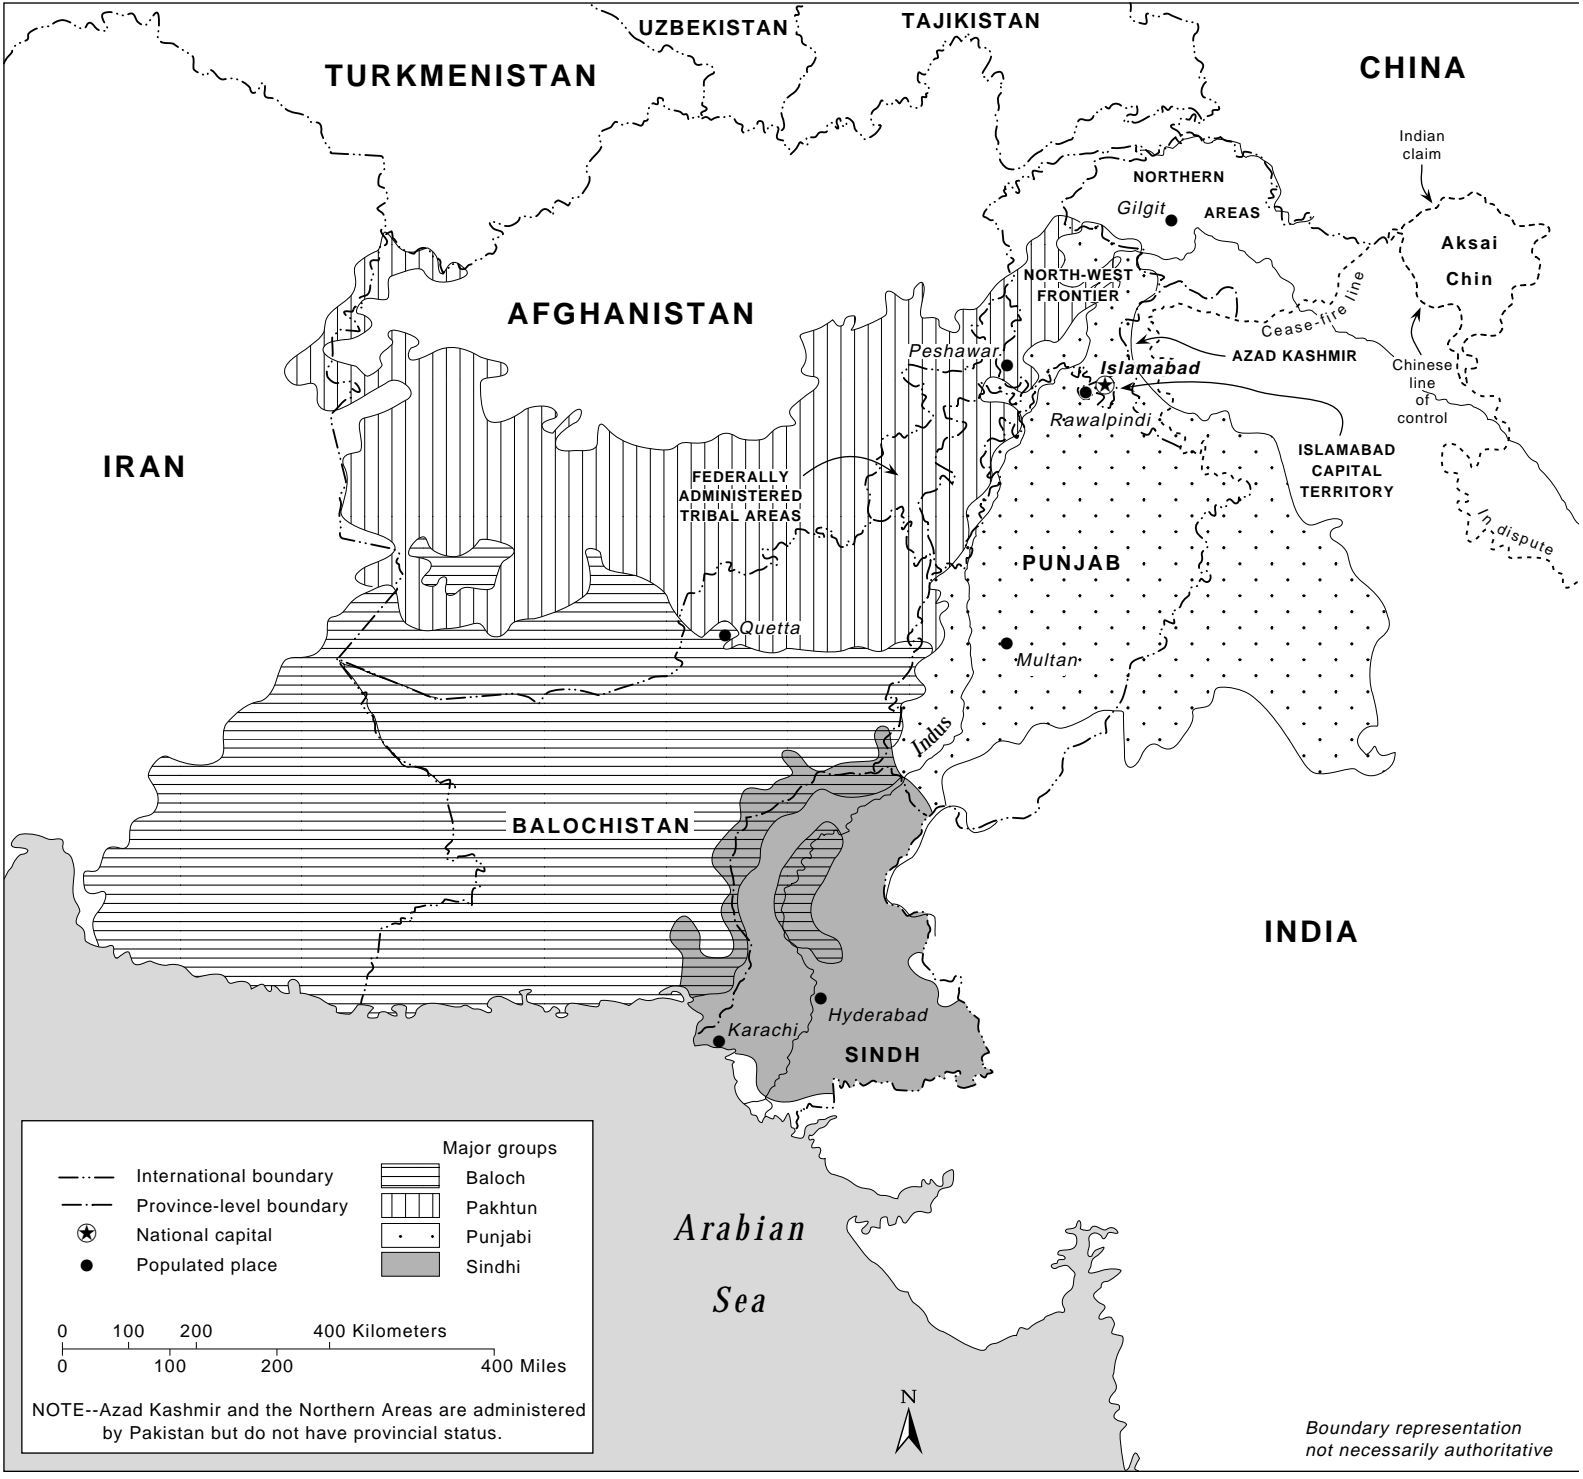 UZBEKISTAN
TAJIKISTAN
TURKMENISTAN
CHINA
Indian
claim
NORTHERN
Gilgit
AREAS
Aksai
Chin
NORTH-WEST
FRONTIER
AFGHANISTAN
Cease-fire line
Peshawar
AZAD KASHMIR
Islamabad
Chinese
line
of
control
Rawalpindi
IRAN
ISLAMABAD
CAPITAL
TERRITORY
FEDERALLY
ADMINISTERED
TRIBAL AREAS
In dispute
PUNJAB
Quetta
Multan
Indus
BALOCHISTAN
INDIA
Hyderabad
Karachi
SINDH
Major groups
International boundary
Baloch
Province-level boundary
Pakhtun
National capital
Punjabi
Populated place
Sindhi
0 100 200 400 Kilometers
0 100 200 400 Miles
NOTE--Azad Kashmir and the Northern Areas are administered
by Pakistan but do not have provincial status.
Arabian
Sea
N
Boundary representation
not necessarily authoritative